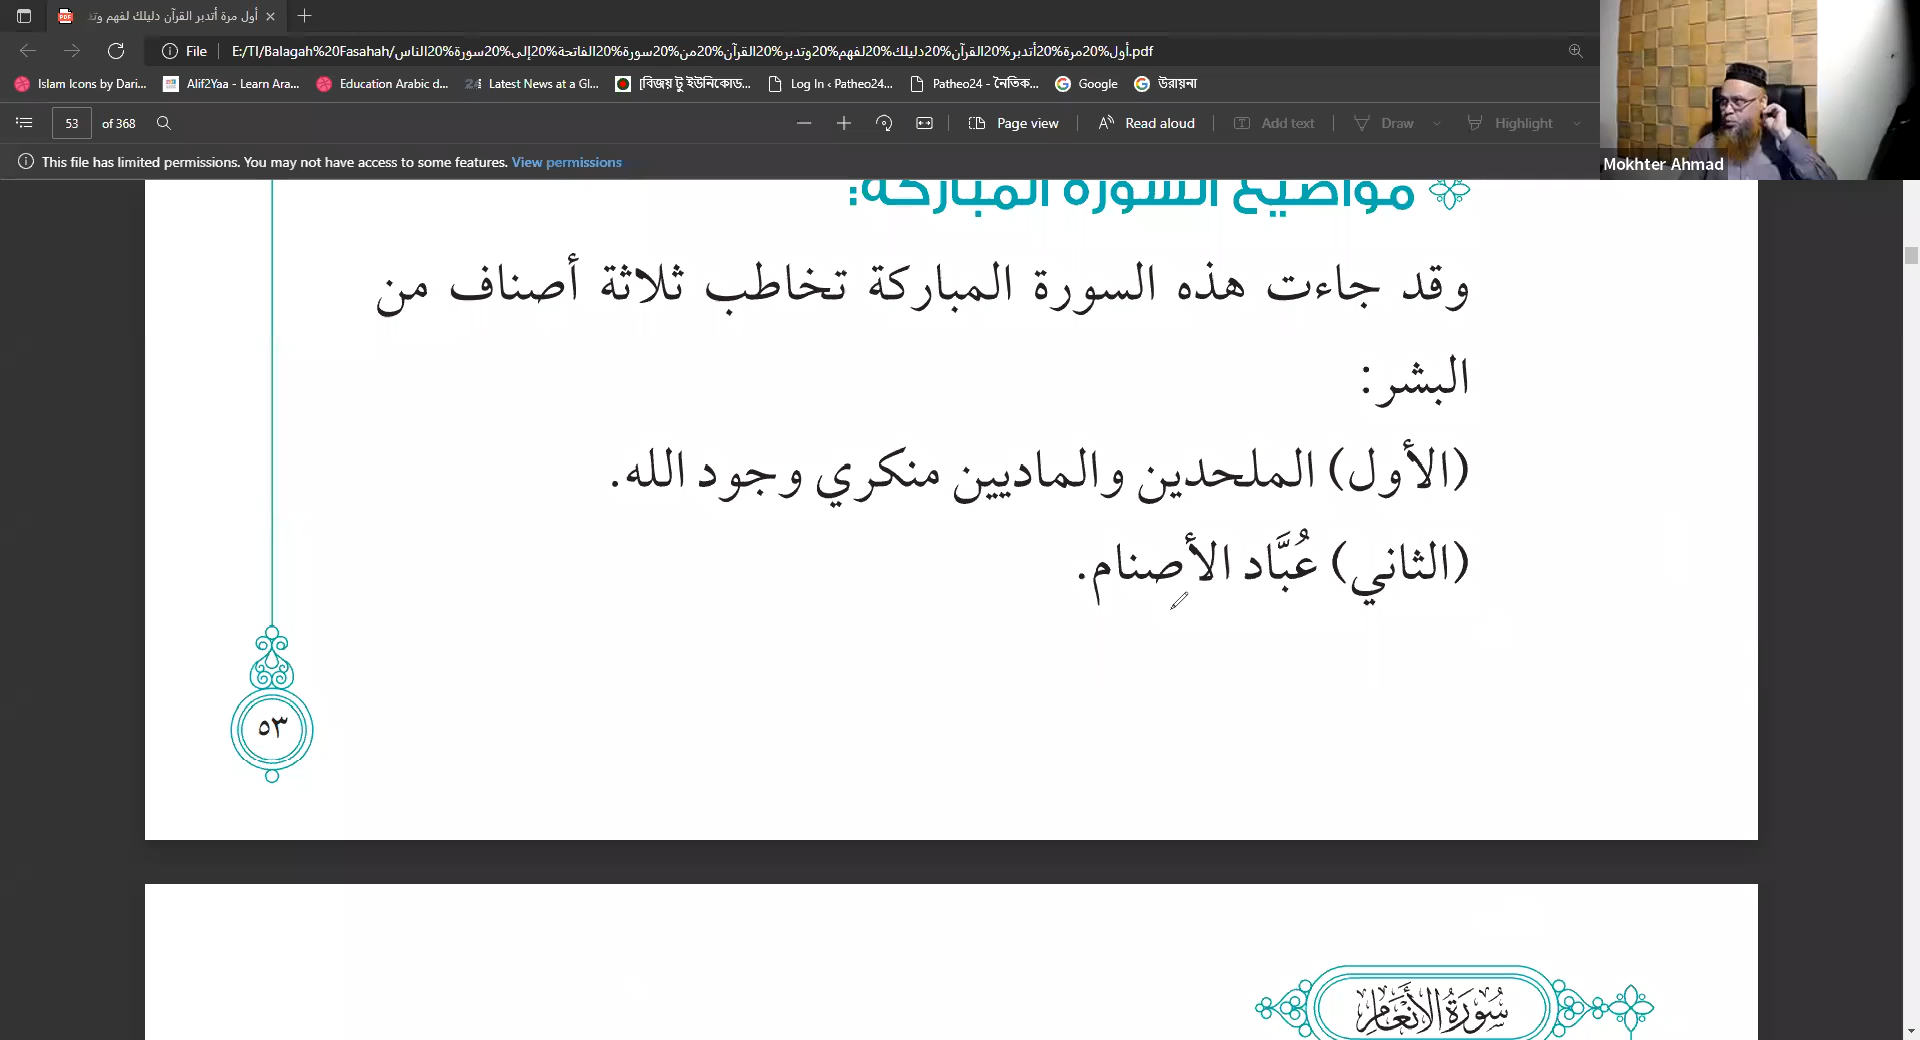 أول مرة أتدبر القرآن دليلك لفهم وتد
File
E:/TI/Balagah%20Fasahah/أول%20مرة%20أتدبر%20القرآن%20دليلك%20لفهم%20وتدبر%20القرآن%20من%20سورة%20الفاتحة%20إلى%20سورة%20الناس.pdf
Islam Icons by Dari...
Alif2Yaa - Learn Ara...
Education Arabic d...
Latest News at a Gl...
[বিজয় টু ইউনিকোড...
Log In ‹ Patheo24...
Patheo24 - নৈতিক...
Google
উরায়না
53 of 368
Page view
Read aloud
Add text
Draw
Highlight
This file has limited permissions. You may not have access to some features. View permissions
Mokhter Ahmad
مواضيع السورة المباركة:
وقد جاءت هذه السورة المباركة تخاطب ثلاثة أصناف من
البشر:
(الأول) الملحدين والماديين منكري وجود الله.
(الثاني) عُبَّاد الأصنام.
٥٣
سُورَةُ الأَنْعَامِ